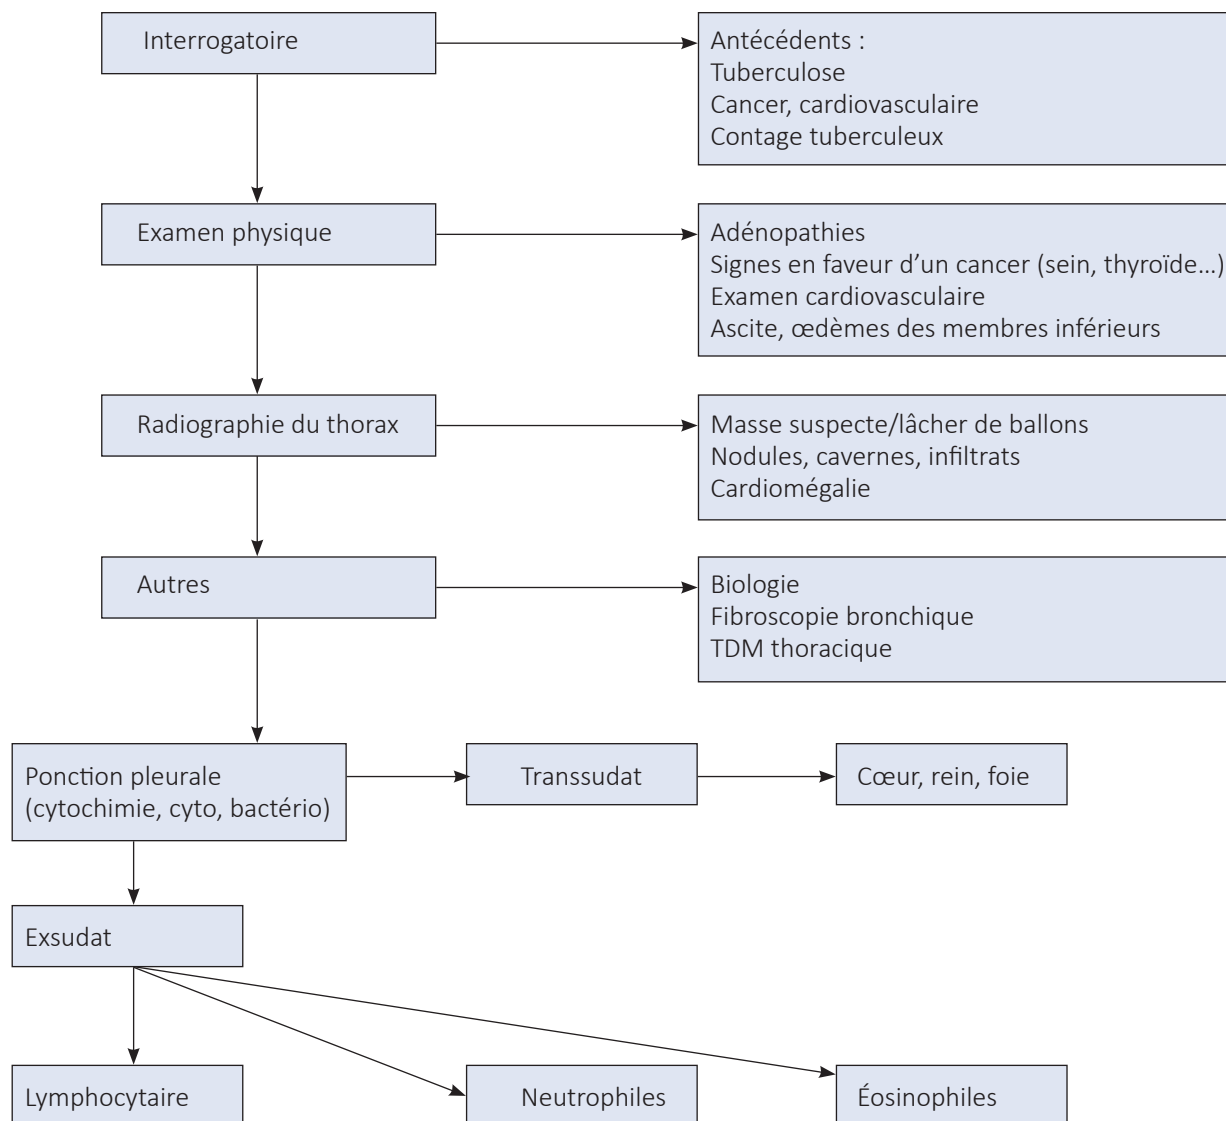 Interrogatoire
Antécédents :
Tuberculose
Cancer, cardiovasculaire
Contage tuberculeux
Examen physique
Adénopathies
Signes en faveur d’un cancer (sein, thyroïde...)
Examen cardiovasculaire
Ascite, œdèmes des membres inférieurs
Radiographie du thorax
Masse suspecte/lâcher de ballons
Nodules, cavernes, infiltrats
Cardiomégalie
Autres
Biologie
Fibroscopie bronchique
TDM thoracique
Ponction pleurale
(cytochimie, cyto, bactério)
Transsudat
Cœur, rein, foie
Exsudat
Lymphocytaire
Neutrophiles
Éosinophiles